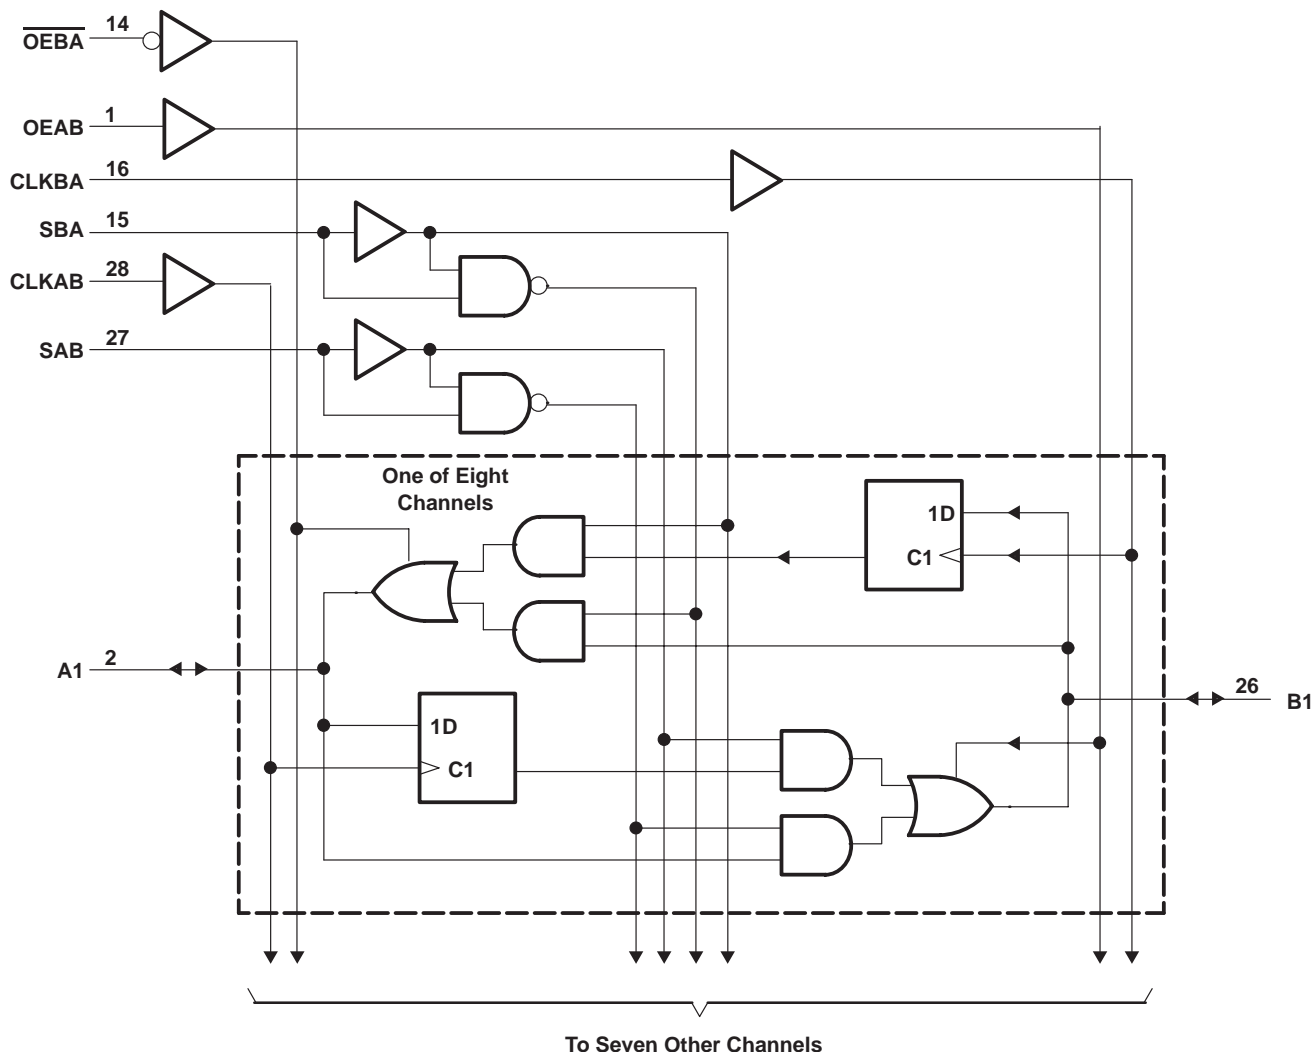 OEBA 14
OEAB 1
CLKBA 16
SBA 15
CLKAB 28
SAB 27
One of Eight
Channels
1D
C1
A1 2
26 B1
1D
C1
To Seven Other Channels